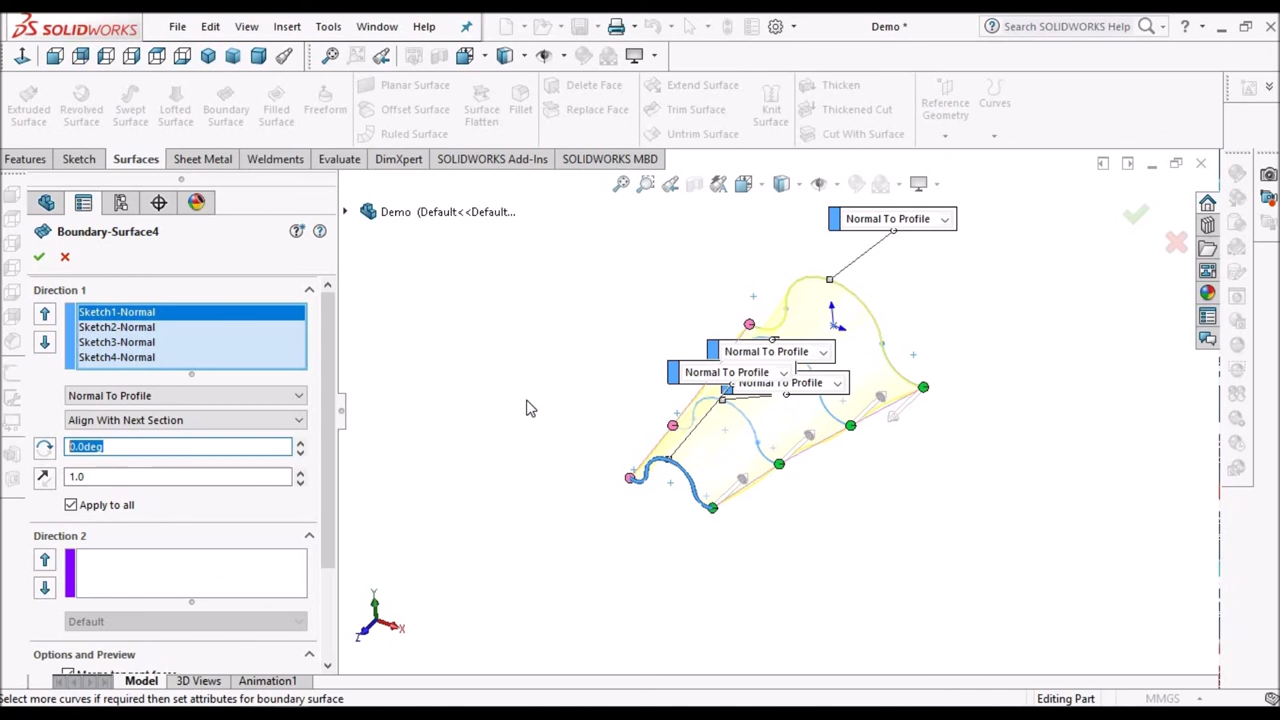 SOLIDWORKS File Edit View Insert Tools Window Help Demo * Search SOLIDWORKS Help ?
Extruded Surface
Revolved Surface
Swept Surface
Lofted Surface
Boundary Surface
Filled Surface
Freeform
Planar Surface
Offset Surface
Ruled Surface
Surface Flatten
Fillet
Delete Face
Replace Face
Extend Surface
Trim Surface
Untrim Surface
Knit Surface
Thicken
Thickened Cut
Cut With Surface
Reference Geometry
Curves
Features Sketch Surfaces Sheet Metal Weldments Evaluate DimXpert SOLIDWORKS Add-Ins SOLIDWORKS MBD
Demo (Default<<Default...
Boundary-Surface4
Direction 1
Sketch1-Normal
Sketch2-Normal
Sketch3-Normal
Sketch4-Normal
Normal To Profile
Align With Next Section
0.0deg
1.0
Apply to all
Direction 2
Default
Options and Preview
Merge tangent faces
Normal To Profile
Normal To Profile
Normal To Profile
Normal To Profile
Y
X
Z
Model 3D Views Animation1
Select more curves if required then set attributes for boundary surface Editing Part MMGS